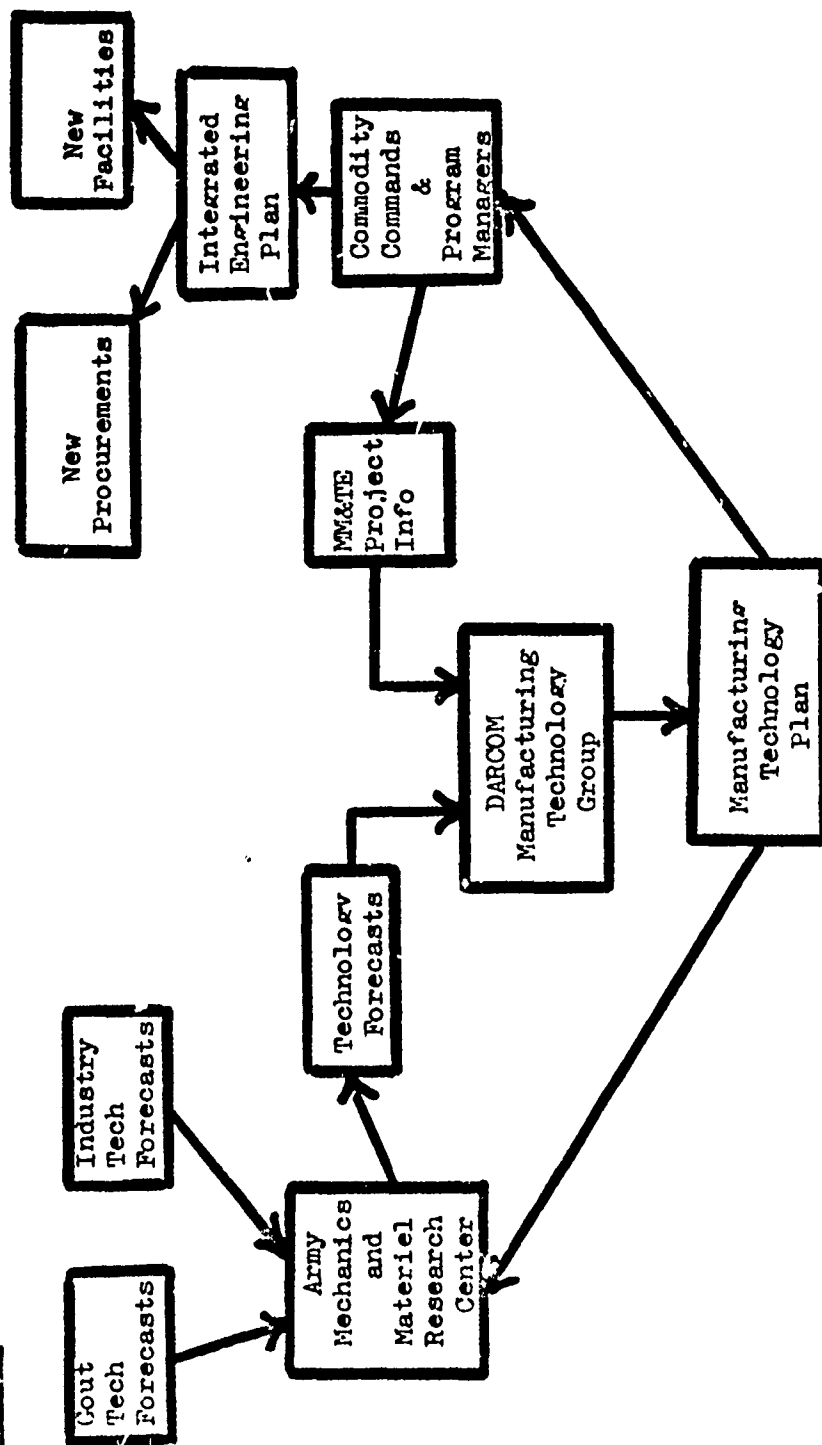 Gout
Tech
Forecasts
Industry
Tech
Forecasts
New
Procurements
New
Facilities
Army
Mechanics
and
Materiel
Research
Center
Technology
Forecasts
MM&TE
Project
Info
Commodity
Commands
&
Program
Managers
Integrated
Engineering
Plan
DARCOM
Manufacturing
Technology
Group
Manufacturing
Technology
Plan